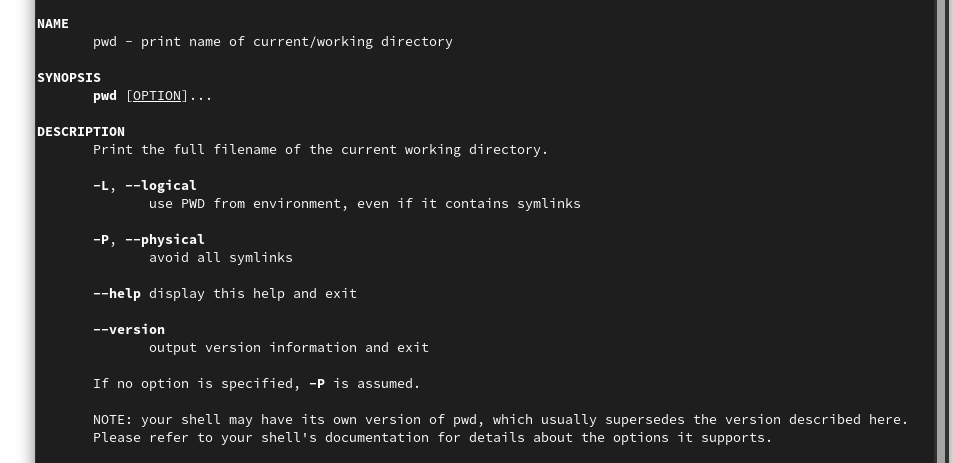 NAME
pwd - print name of current/working directory
SYNOPSIS
pwd [OPTION]...
DESCRIPTION
Print the full filename of the current working directory.
-L, --logical
use PWD from environment, even if it contains symlinks
-P, --physical
avoid all symlinks
--help display this help and exit
--version
output version information and exit
If no option is specified, -P is assumed.
NOTE: your shell may have its own version of pwd, which usually supersedes the version described here.
Please refer to your shell's documentation for details about the options it supports.